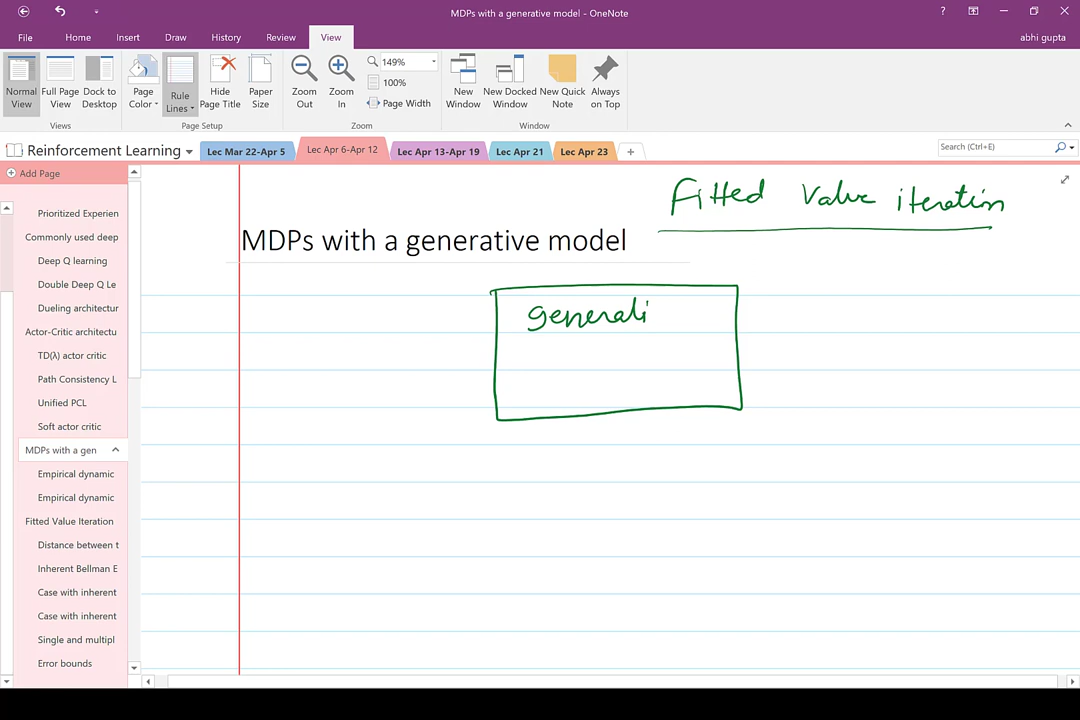 MDPs with a generative model - OneNote
?
File Home Insert Draw History Review View
abhi gupta
Normal View
Full Page View
Dock to Desktop
Page Color
Rule Lines
Hide Page Title
Paper Size
Zoom Out
Zoom In
149%
100%
Page Width
New Window
New Docked Window
New Quick Note
Always on Top
Views Page Setup Zoom Window
Reinforcement Learning
Lec Mar 22-Apr 5 Lec Apr 6-Apr 12 Lec Apr 13-Apr 19 Lec Apr 21 Lec Apr 23 +
Search (Ctrl+E)
Add Page
Prioritized Experien
Commonly used deep
Deep Q learning
Double Deep Q Le
Dueling architectur
Actor-Critic architectu
TD(λ) actor critic
Path Consistency L
Unified PCL
Soft actor critic
MDPs with a gen
Empirical dynamic
Empirical dynamic
Fitted Value Iteration
Distance between t
Inherent Bellman E
Case with inherent
Case with inherent
Single and multipl
Error bounds
Fitted Value iteration
MDPs with a generative model
generati